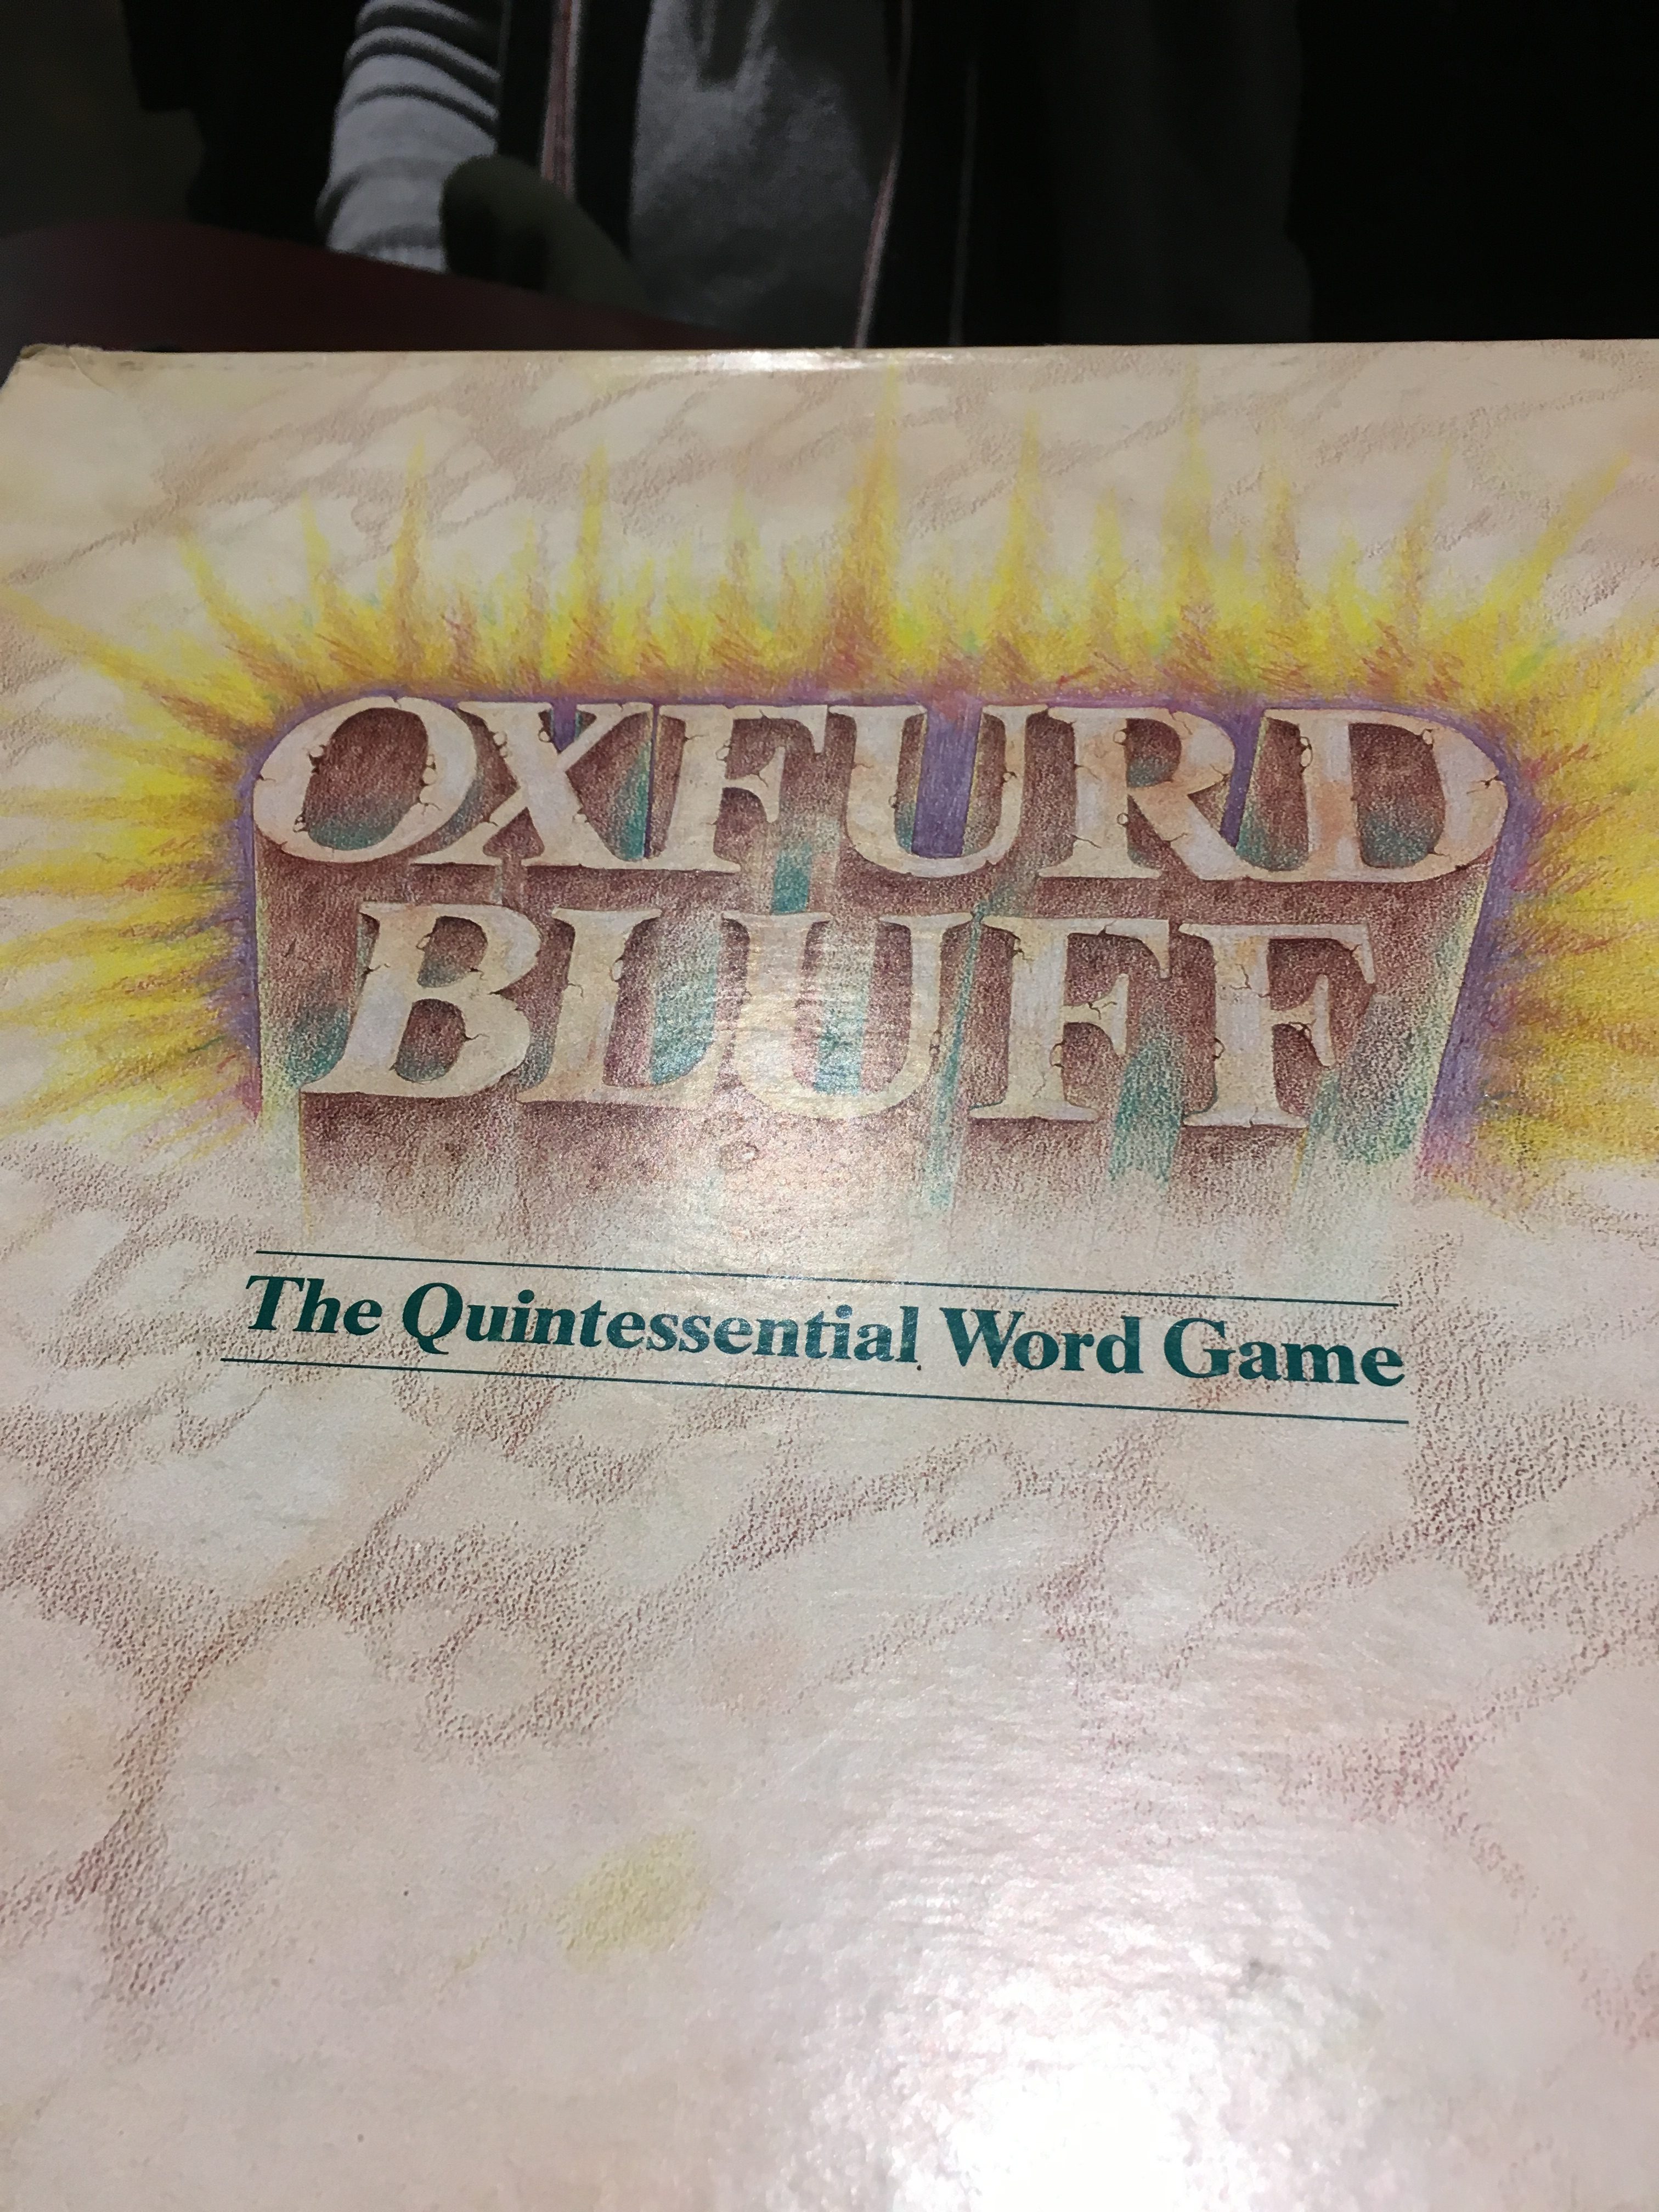 OXFURD
BLUFF
The Quintessential Word Game